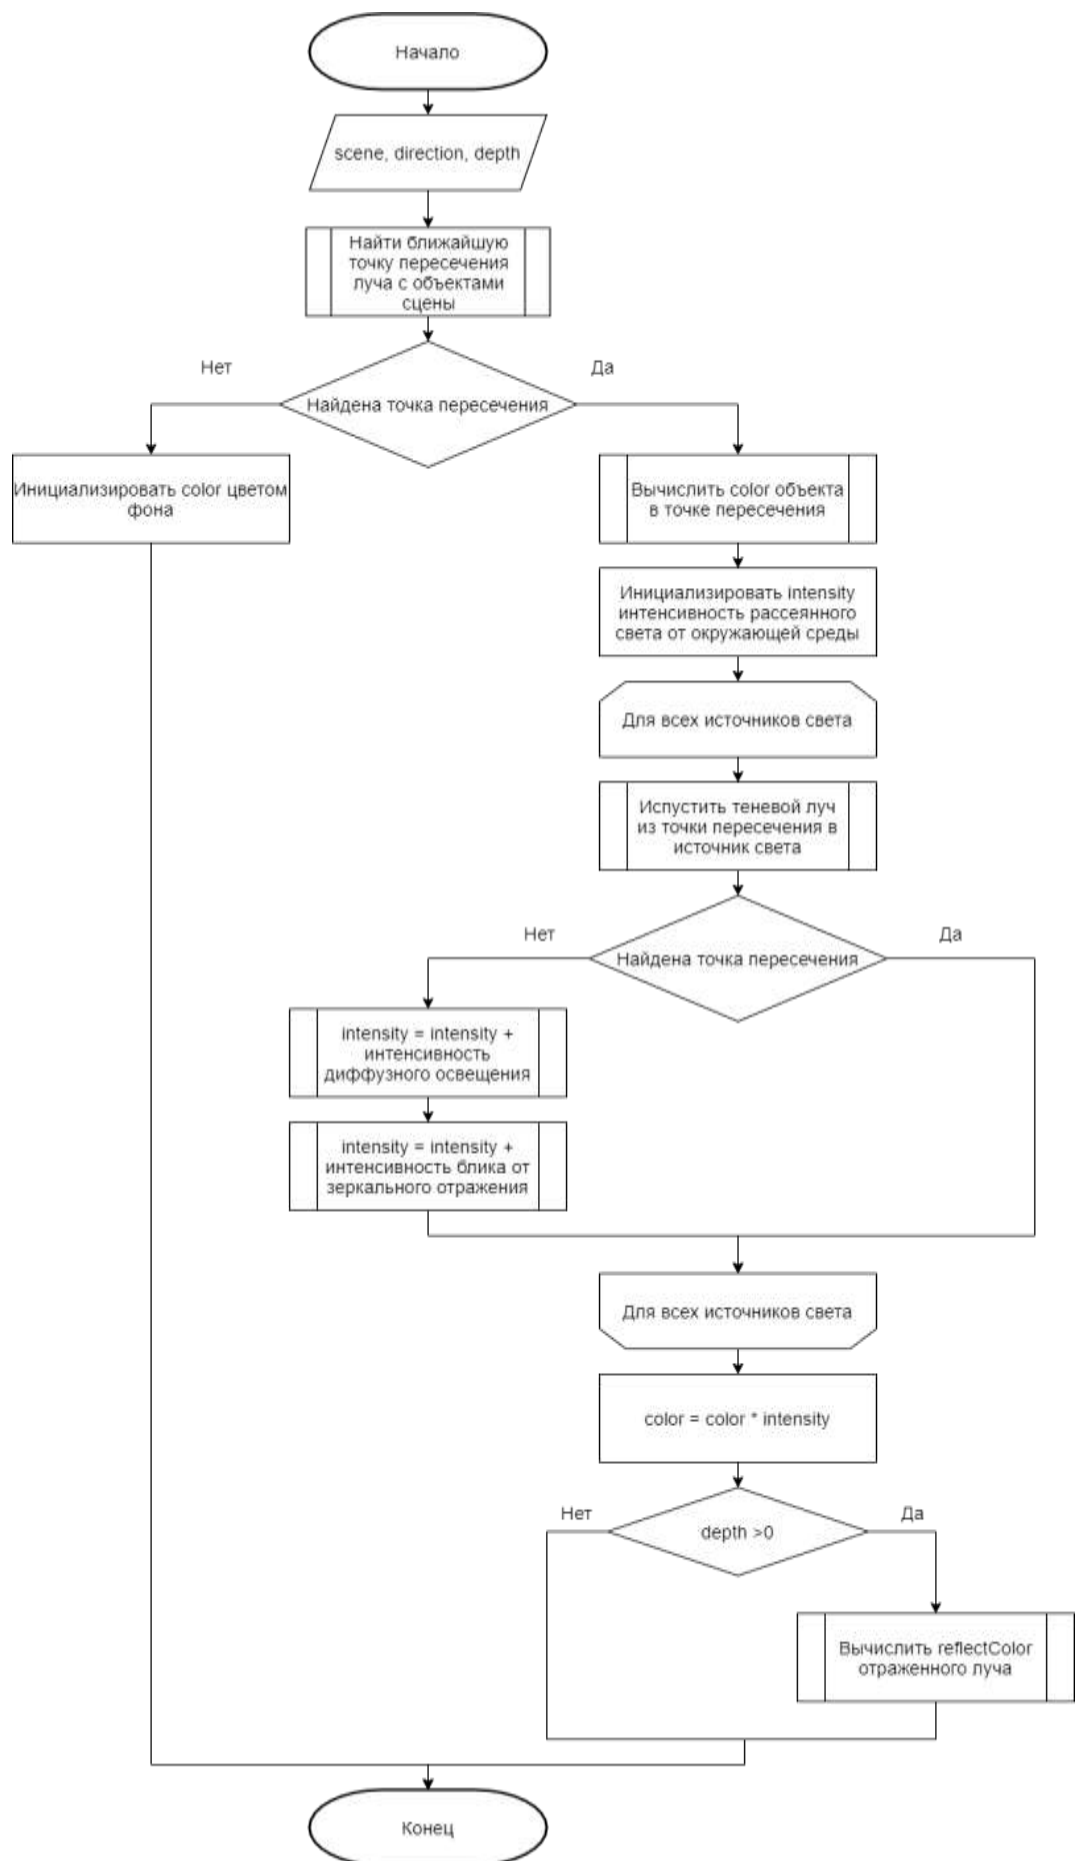 Начало
scene, direction, depth
Найти ближайшую
точку пересечения
луча с объектами
сцены
Нет
Да
Найдена точка пересечения
Инициализировать color цветом
фона
Вычислить color объекта
в точке пересечения
Инициализировать intensity
интенсивность рассеянного
света от окружающей среды
Для всех источников света
Испустить теневой луч
из точки пересечения в
источник света
Нет
Да
Найдена точка пересечения
intensity = intensity +
интенсивность
диффузного освещения
intensity = intensity +
интенсивность блика от
зеркального отражения
Для всех источников света
color = color * intensity
Нет
Да
depth >0
Вычислить reflectColor
отраженного луча
Конец